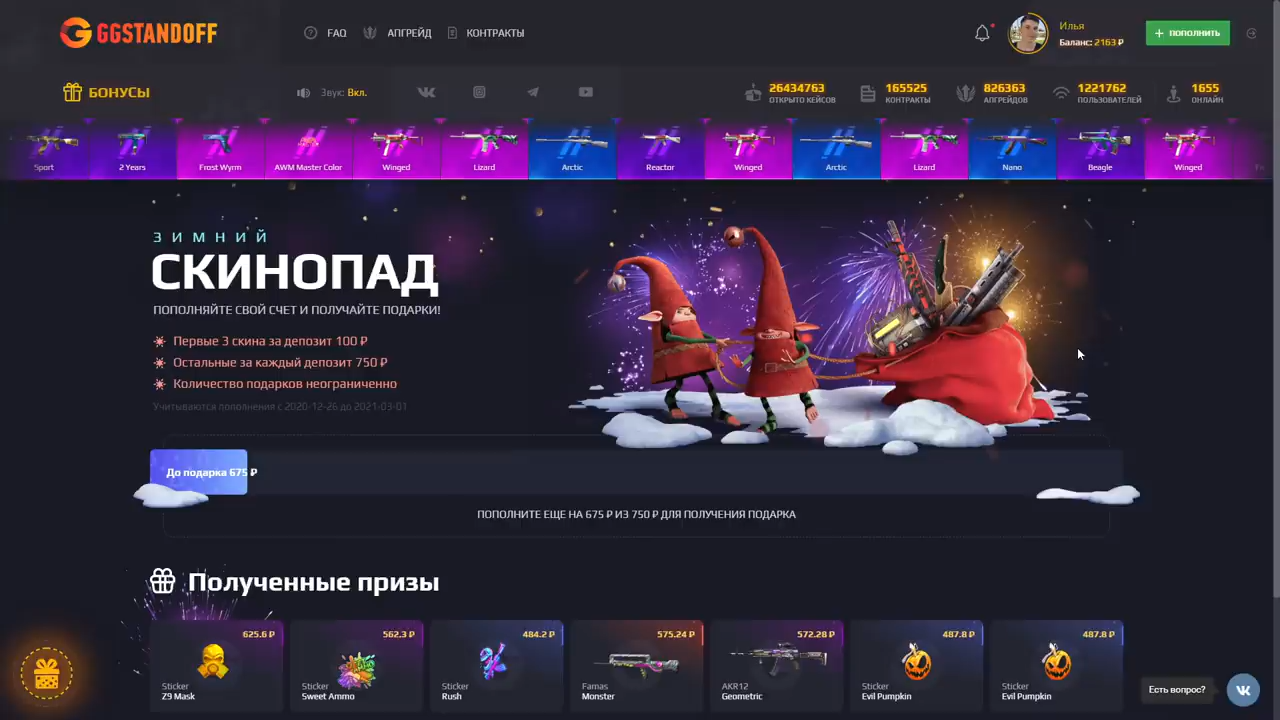 GGSTANDOFF
FAQ
АПГРЕЙД
КОНТРАКТЫ
Илья
Баланс: 2163 ₽
+ ПОПОЛНИТЬ
БОНУСЫ
Звук: Вкл.
26434763
ОТКРЫТО КЕЙСОВ
165525
КОНТРАКТЫ
826363
АПГРЕЙДОВ
1221762
ПОЛЬЗОВАТЕЛЕЙ
1655
ОНЛАЙН
Sport
2 Years
Frost Wyrm
AWM Master Color
Winged
Lizard
Arctic
Reactor
Winged
Arctic
Lizard
Nano
Beagle
Winged
ЗИМНИЙ
СКИНОПАД
ПОПОЛНЯЙТЕ СВОЙ СЧЕТ И ПОЛУЧАЙТЕ ПОДАРКИ!
Первые 3 скина за депозит 100 ₽
Остальные за каждый депозит 750 ₽
Количество подарков неограниченно
Учитываются пополнения с 2020-12-26 до 2021-03-01
До подарка 675 ₽
ПОПОЛНИТЕ ЕЩЕ НА 675 ₽ ИЗ 750 ₽ ДЛЯ ПОЛУЧЕНИЯ ПОДАРКА
Полученные призы
625.6 ₽
Sticker
Z9 Mask
562.3 ₽
Sticker
Sweet Ammo
484.2 ₽
Sticker
Rush
575.24 ₽
Famas
Monster
572.28 ₽
AKR12
Geometric
487.8 ₽
Sticker
Evil Pumpkin
487.8 ₽
Sticker
Evil Pumpkin
Есть вопрос?